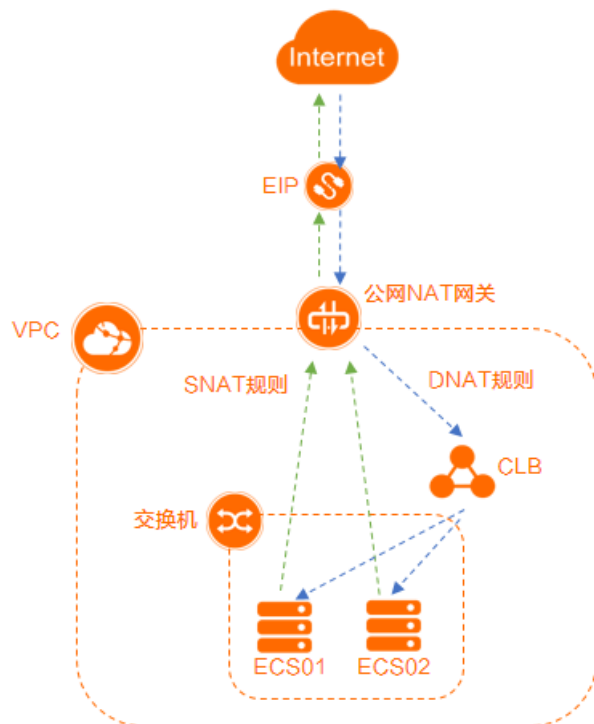 Internet
EIP
公网NAT网关
VPC
SNAT规则
DNAT规则
CLB
交换机
ECS01
ECS02